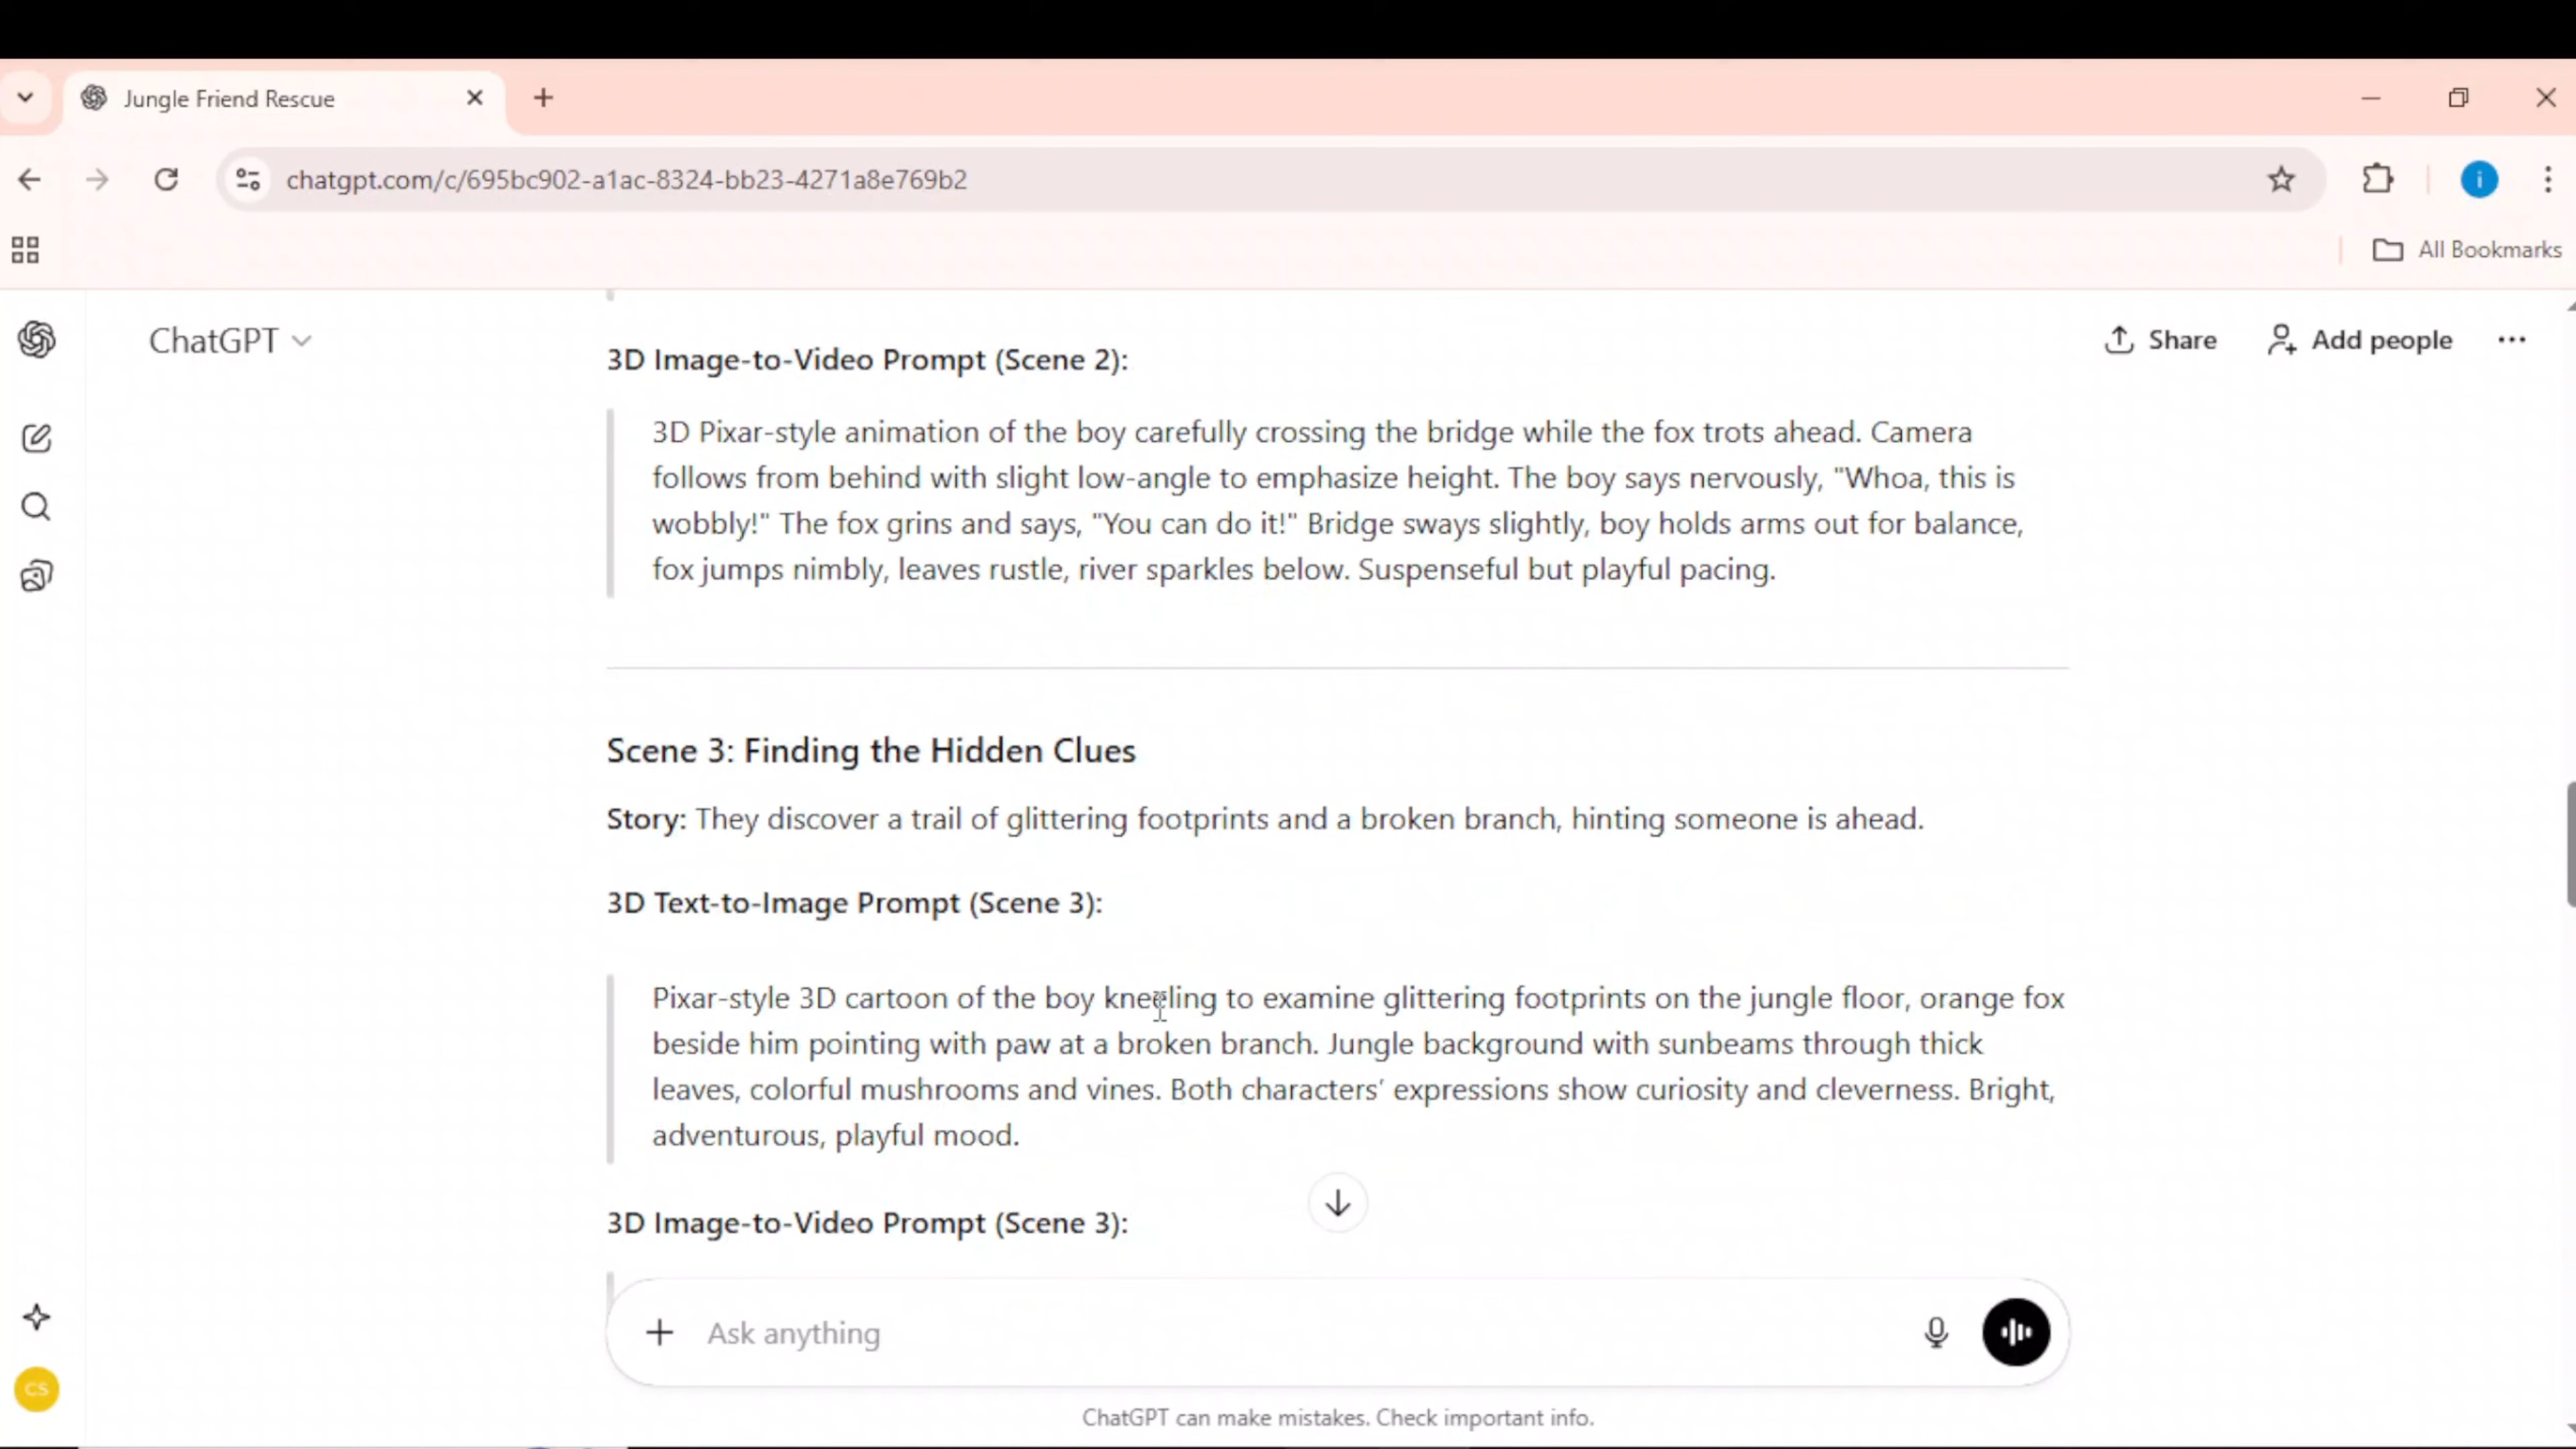 Jungle Friend Rescue
chatgpt.com/c/695bc902-a1ac-8324-bb23-4271a8e769b2
i
All Bookmarks
ChatGPT
Share
Add people
3D Image-to-Video Prompt (Scene 2):
3D Pixar-style animation of the boy carefully crossing the bridge while the fox trots ahead. Camera
follows from behind with slight low-angle to emphasize height. The boy says nervously, "Whoa, this is
wobbly!" The fox grins and says, "You can do it!" Bridge sways slightly, boy holds arms out for balance,
fox jumps nimbly, leaves rustle, river sparkles below. Suspenseful but playful pacing.
Scene 3: Finding the Hidden Clues
Story: They discover a trail of glittering footprints and a broken branch, hinting someone is ahead.
3D Text-to-Image Prompt (Scene 3):
Pixar-style 3D cartoon of the boy kneeling to examine glittering footprints on the jungle floor, orange fox
beside him pointing with paw at a broken branch. Jungle background with sunbeams through thick
leaves, colorful mushrooms and vines. Both characters’ expressions show curiosity and cleverness. Bright,
adventurous, playful mood.
3D Image-to-Video Prompt (Scene 3):
Ask anything
CS
ChatGPT can make mistakes. Check important info.